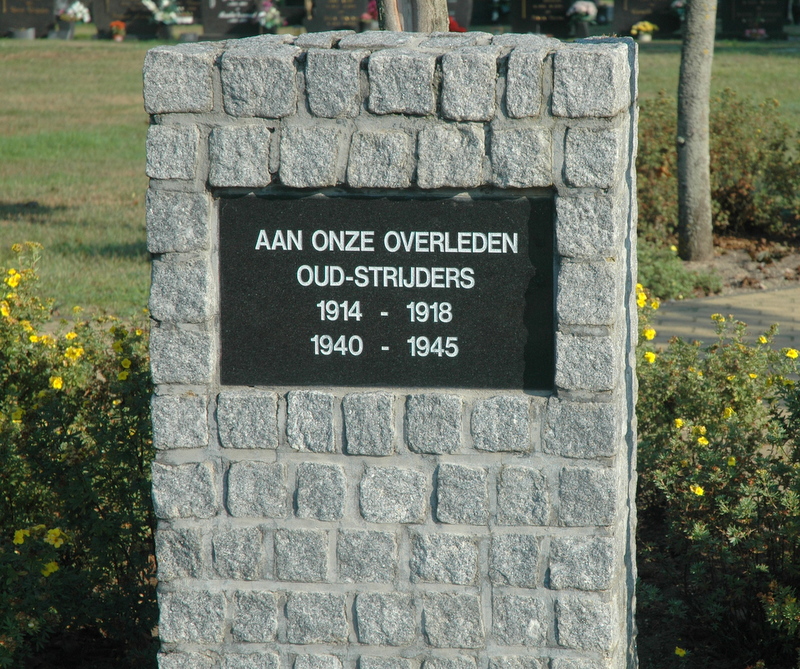 AAN ONZE OVERLEDEN
OUD-STRIJDERS
1914 - 1918
1940 - 1945